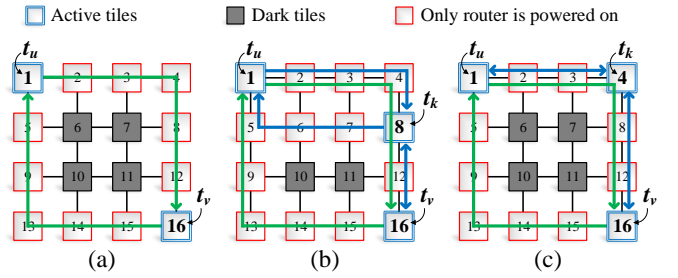 Active tiles Dark tiles Only router is powered on
t_u t_u t_k t_u t_k
1 2 3 4 1 2 3 4 1 2 3 4
5 6 7 8 5 6 7 8 5 6 7 8
t_k
9 10 11 12 9 10 11 12 9 10 11 12
t_v t_v t_v
13 14 15 16 13 14 15 16 13 14 15 16
(a) (b) (c)